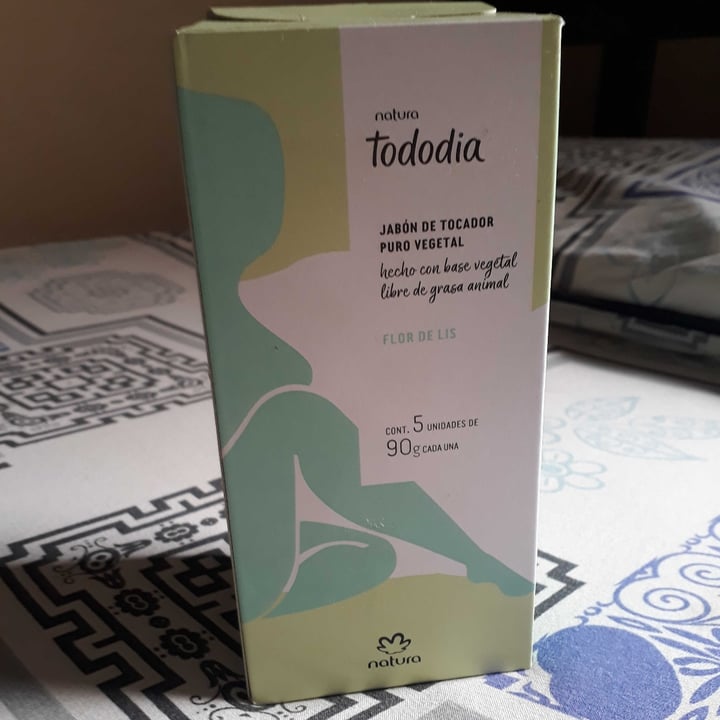 natura
tododia
JABÓN DE TOCADOR
PURO VEGETAL
hecho con base vegetal
libre de grasa animal
FLOR DE LIS
CONT. 5 UNIDADES DE
90g CADA UNA
natura